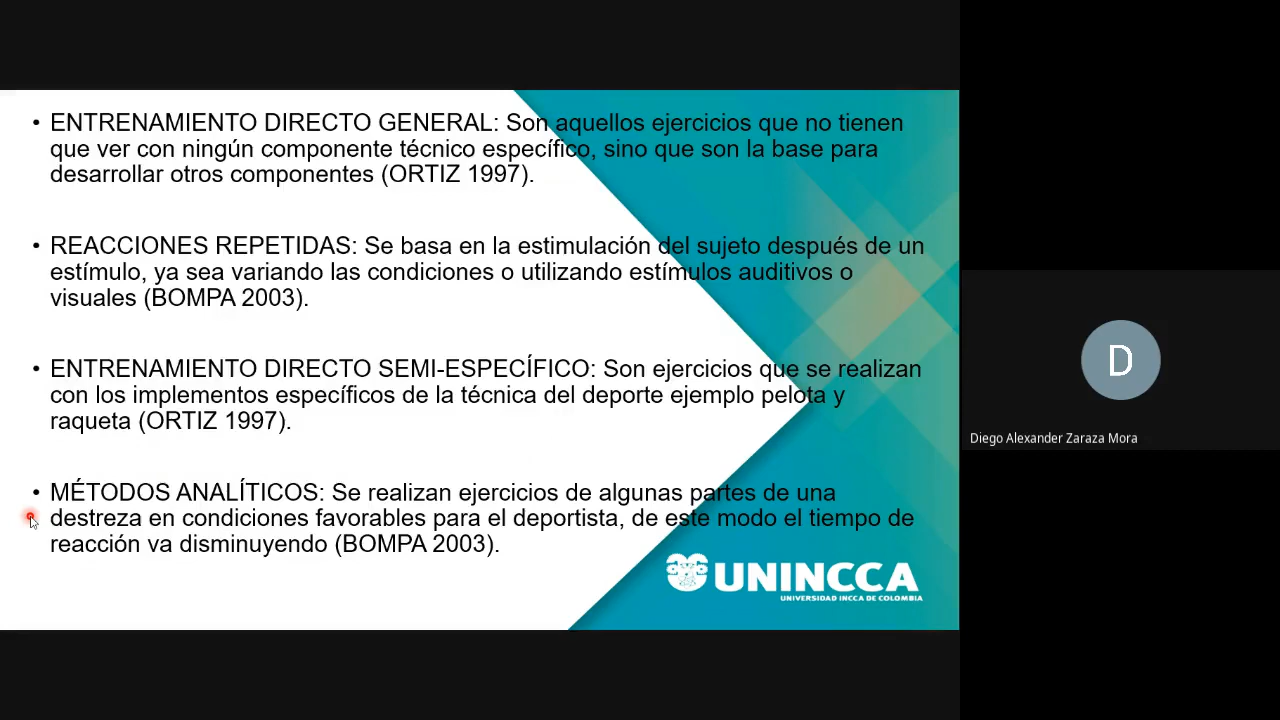 • ENTRENAMIENTO DIRECTO GENERAL: Son aquellos ejercicios que no tienen
que ver con ningún componente técnico específico, sino que son la base para
desarrollar otros componentes (ORTIZ 1997).
• REACCIONES REPETIDAS: Se basa en la estimulación del sujeto después de un
estímulo, ya sea variando las condiciones o utilizando estímulos auditivos o
visuales (BOMPA 2003).
• ENTRENAMIENTO DIRECTO SEMI-ESPECÍFICO: Son ejercicios que se realizan
con los implementos específicos de la técnica del deporte ejemplo pelota y
raqueta (ORTIZ 1997).
• MÉTODOS ANALÍTICOS: Se realizan ejercicios de algunas partes de una
destreza en condiciones favorables para el deportista, de este modo el tiempo de
reacción va disminuyendo (BOMPA 2003).
UNINCCA
UNIVERSIDAD INCCA DE COLOMBIA
D
Diego Alexander Zaraza Mora